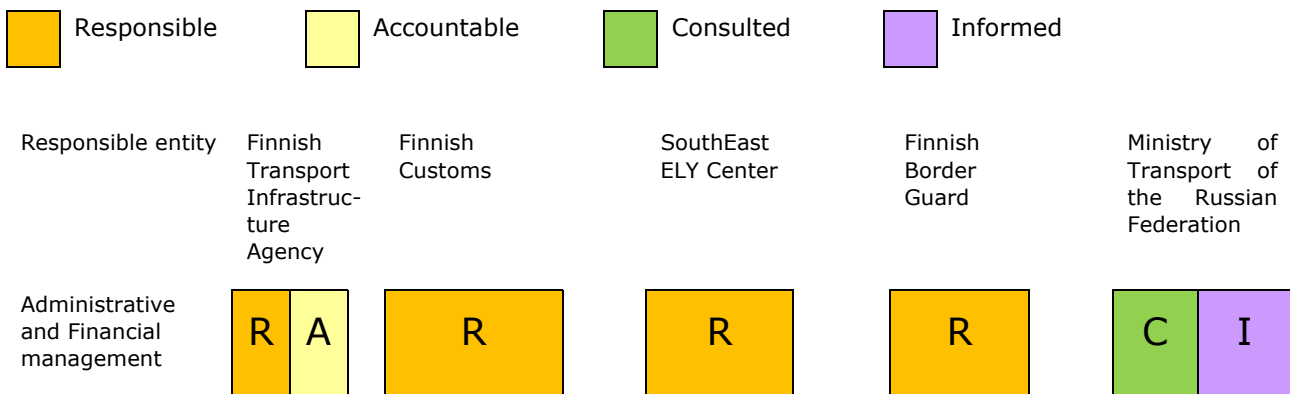 Responsible Accountable Consulted Informed
Responsible entity
Finnish
Transport
Infrastruc-
ture
Agency
Finnish
Customs
SouthEast
ELY Center
Finnish
Border
Guard
Ministry of
Transport of
the Russian
Federation
Administrative
and Financial
management
R A R R R C I